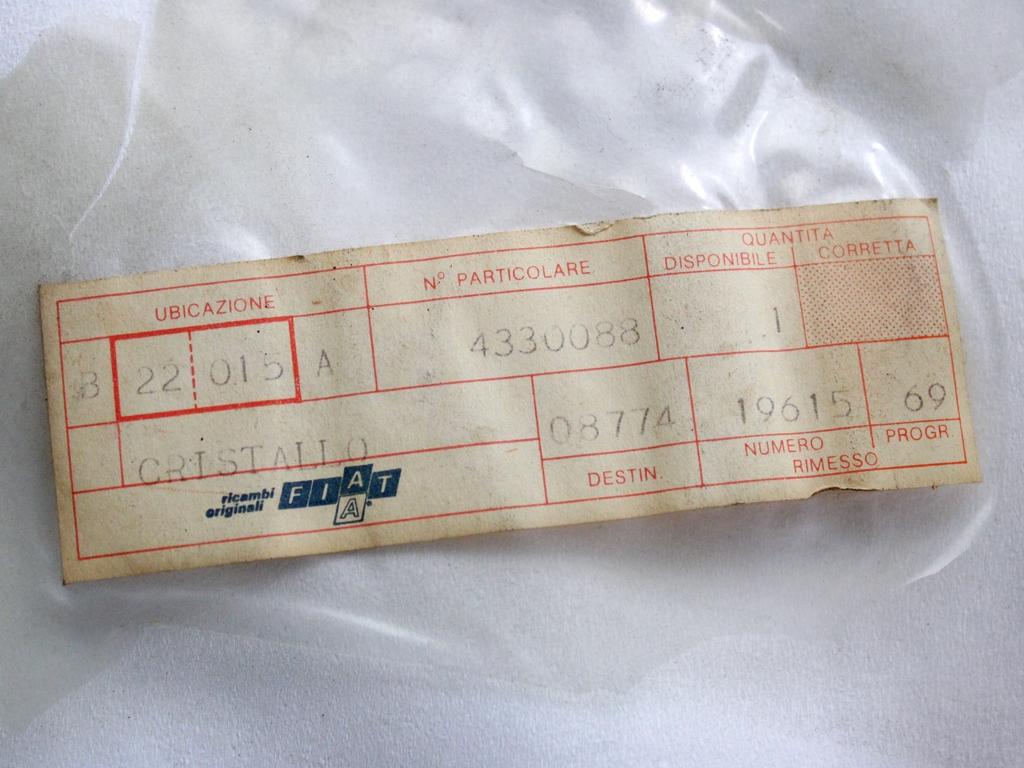 UBICAZIONE
Nº PARTICOLARE
QUANTITA
DISPONIBILE
CORRETTA
B 22 015 A
4330088
1
CRISTALLO
08774
19615
69
DESTIN.
NUMERO
RIMESSO
PROGR.
ricambi
originali
FIAT
A